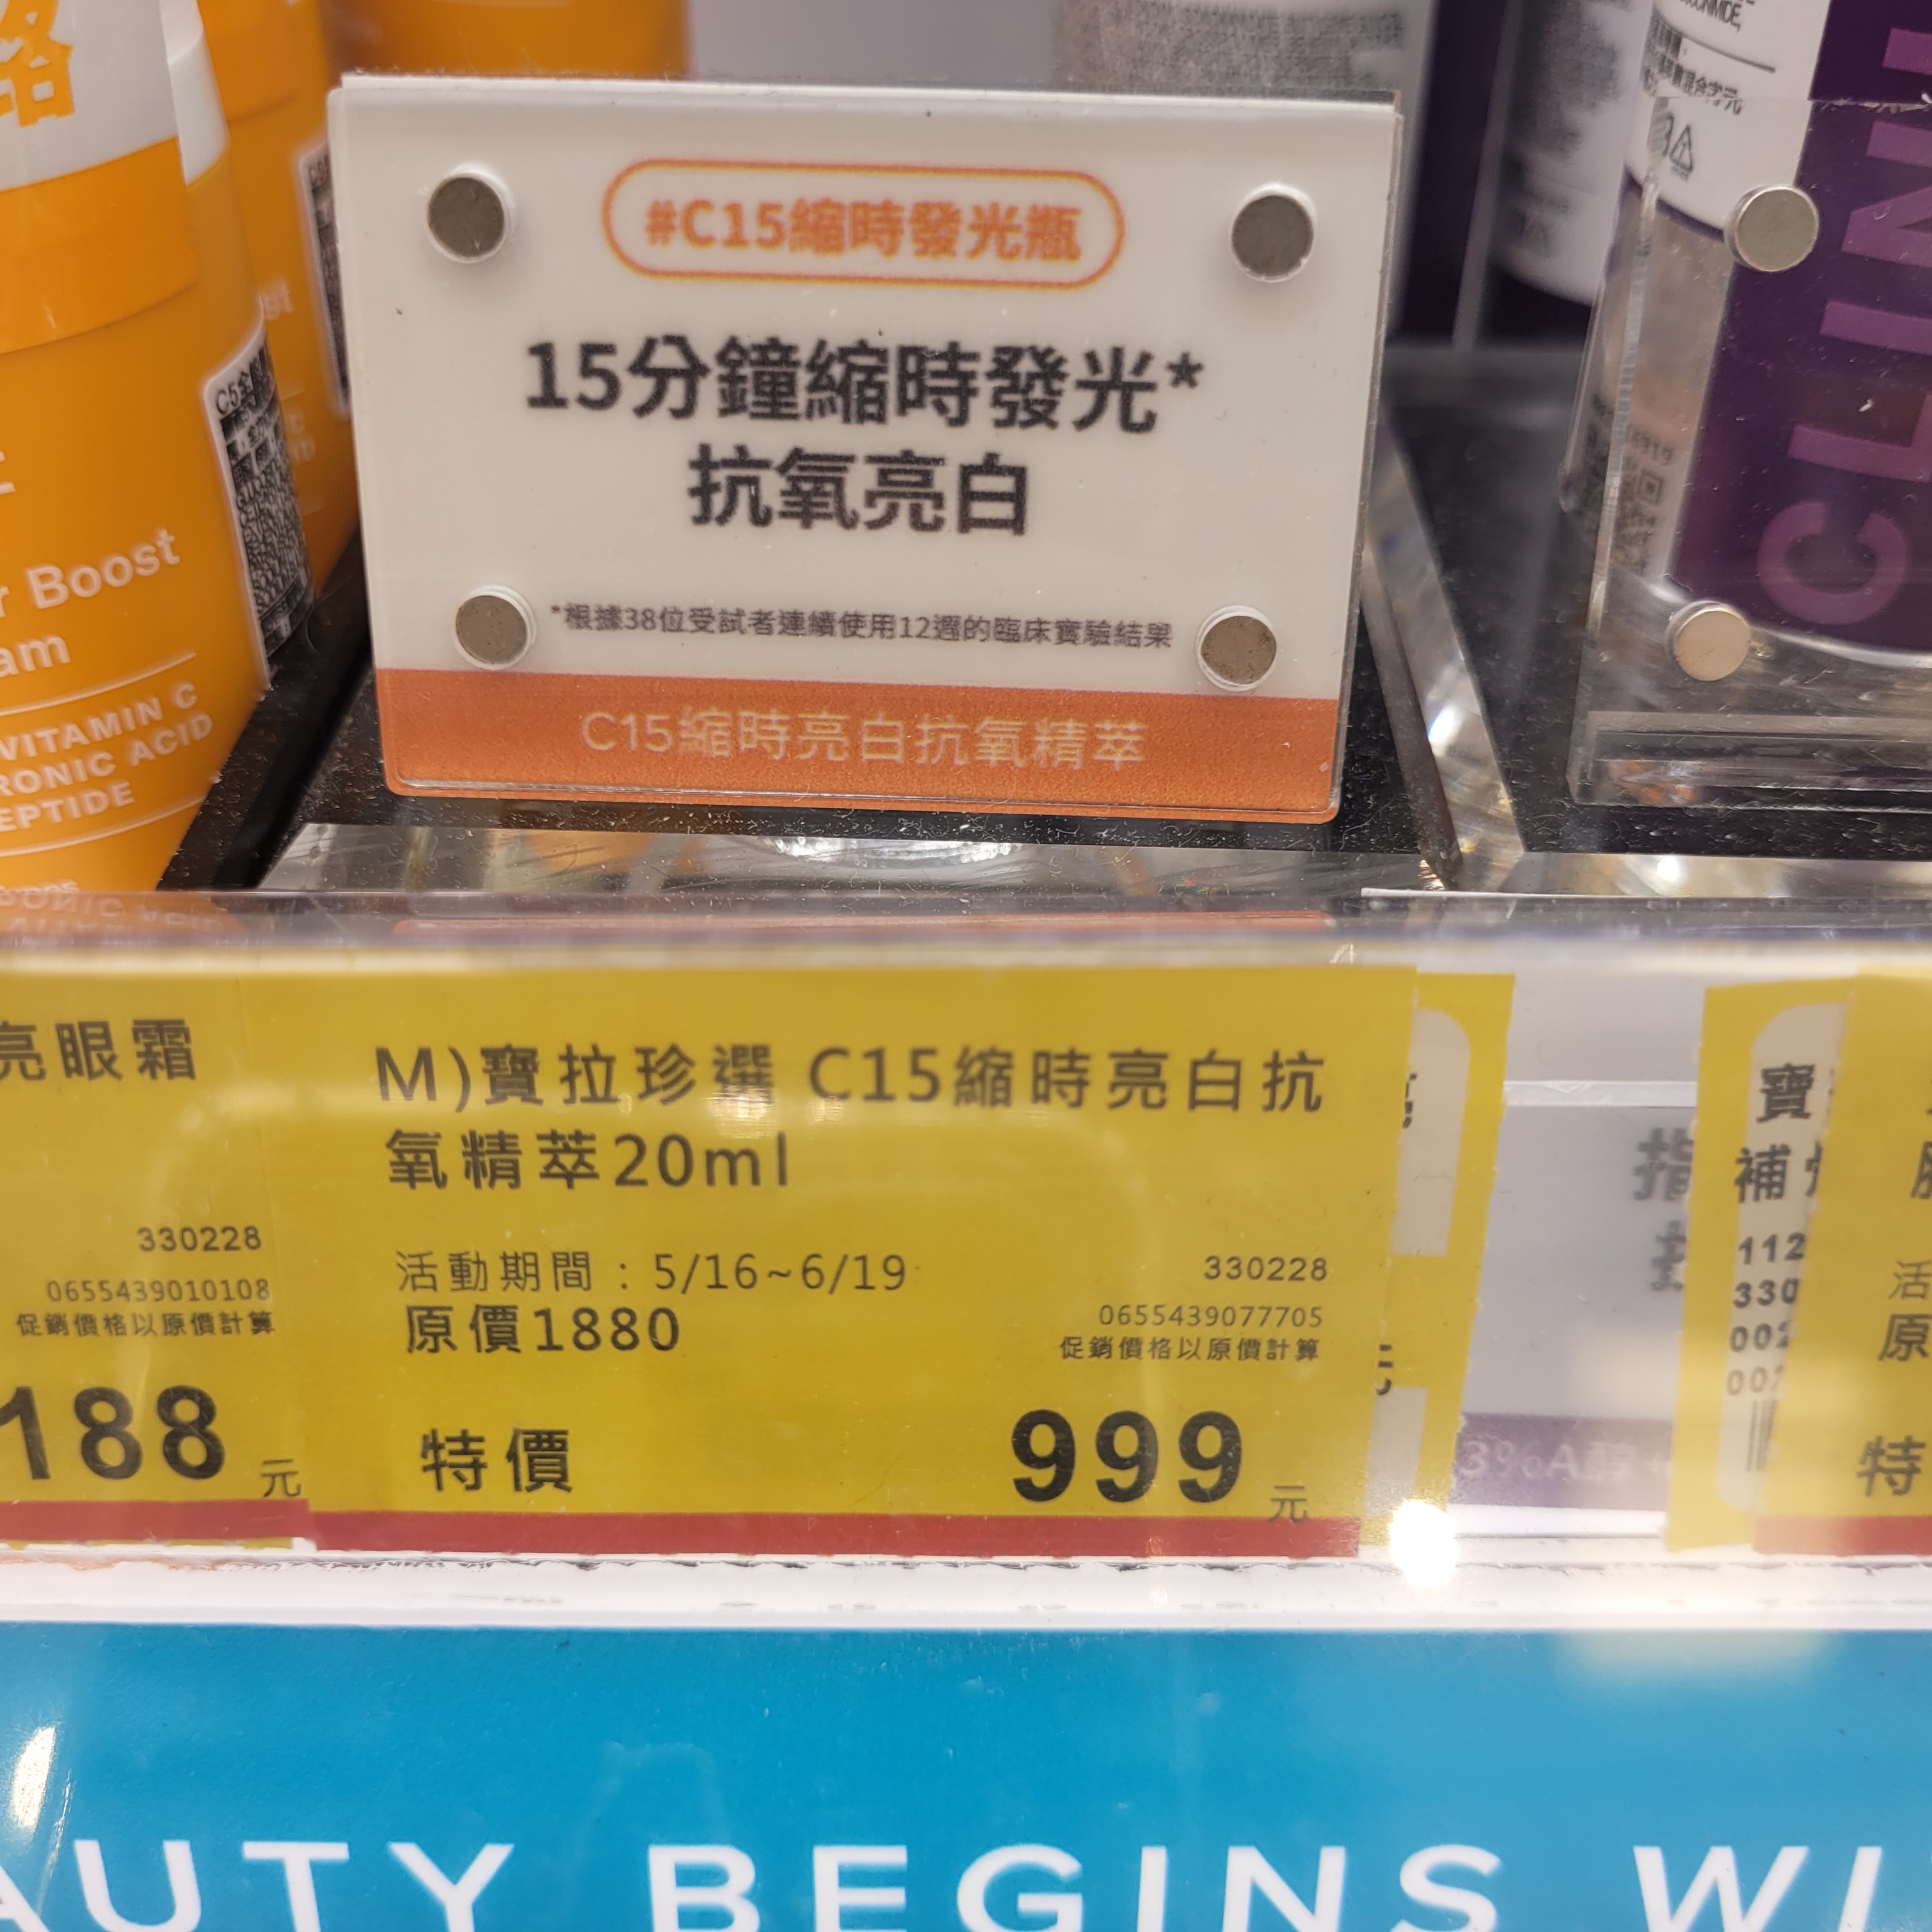 #C15縮時發光瓶
15分鐘縮時發光*
抗氧亮白
*根據38位受試者連續使用12週的臨床實驗結果
C15縮時亮白抗氧精萃
Boost
VITAMIN C
亮眼霜
330228
0655439010108
促銷價格以原價計算
188 元
M)寶拉珍選 C15縮時亮白抗
氧精萃20ml
活動期間：5/16~6/19
原價1880
330228
0655439077705
促銷價格以原價計算
特價 999 元
寶
補
112
330
002
活
原
特
BEGINS